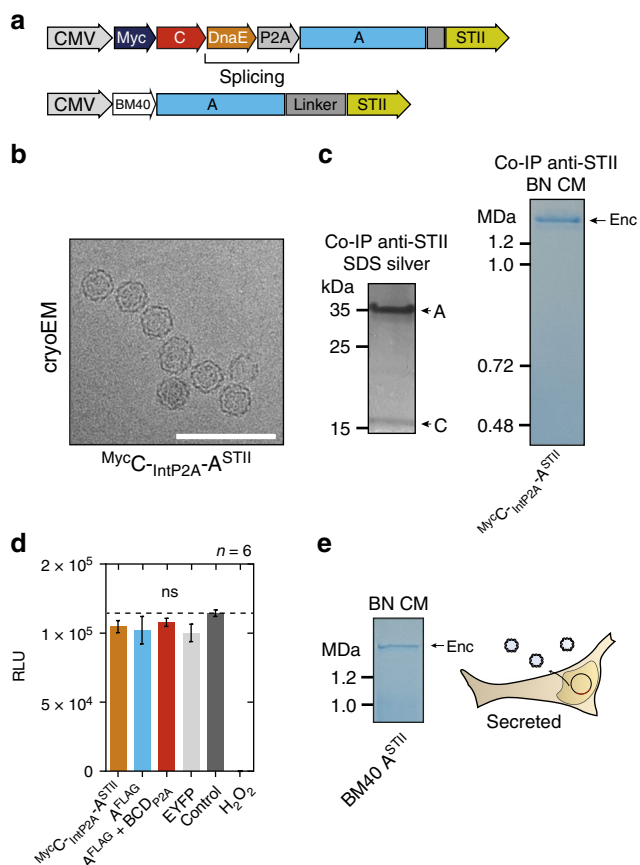 a
CMV Myc C DnaE P2A A STII
Splicing
CMV BM40 A Linker STII
b
cryoEM
MycC-IntP2A-ASTII
c
Co-IP anti-STII
SDS silver
kDa
35
25
15
A
C
Co-IP anti-STII
BN CM
MDa
1.2
1.0
0.72
0.48
Enc
MycC-IntP2A-ASTII
d
n = 6
ns
RLU
2 × 10⁵
1 × 10⁵
5 × 10⁴
0
MycC-IntP2A-ASTII
AFLAG
AFLAG + BCDP2A
EYFP
Control
H2O2
e
BN CM
MDa
1.2
1.0
Enc
BM40 ASTII
Secreted